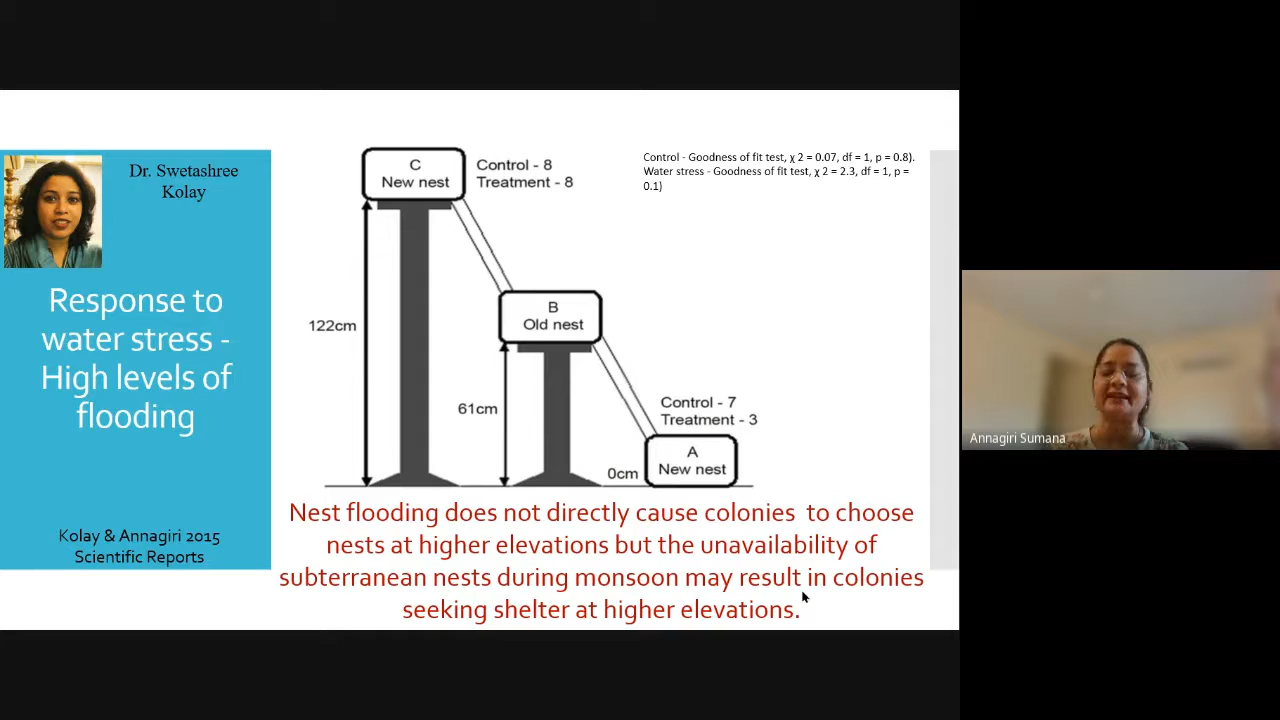 Dr. Swetashree
Kolay
Response to
water stress -
High levels of
flooding
Kolay & Annagiri 2015
Scientific Reports
C
New nest
Control - 8
Treatment - 8
Control - Goodness of fit test, χ 2 = 0.07, df = 1, p = 0.8).
Water stress - Goodness of fit test, χ 2 = 2.3, df = 1, p =
0.1)
122cm
B
Old nest
61cm
Control - 7
Treatment - 3
A
New nest
0cm
Nest flooding does not directly cause colonies to choose
nests at higher elevations but the unavailability of
subterranean nests during monsoon may result in colonies
seeking shelter at higher elevations.
Annagiri Sumana